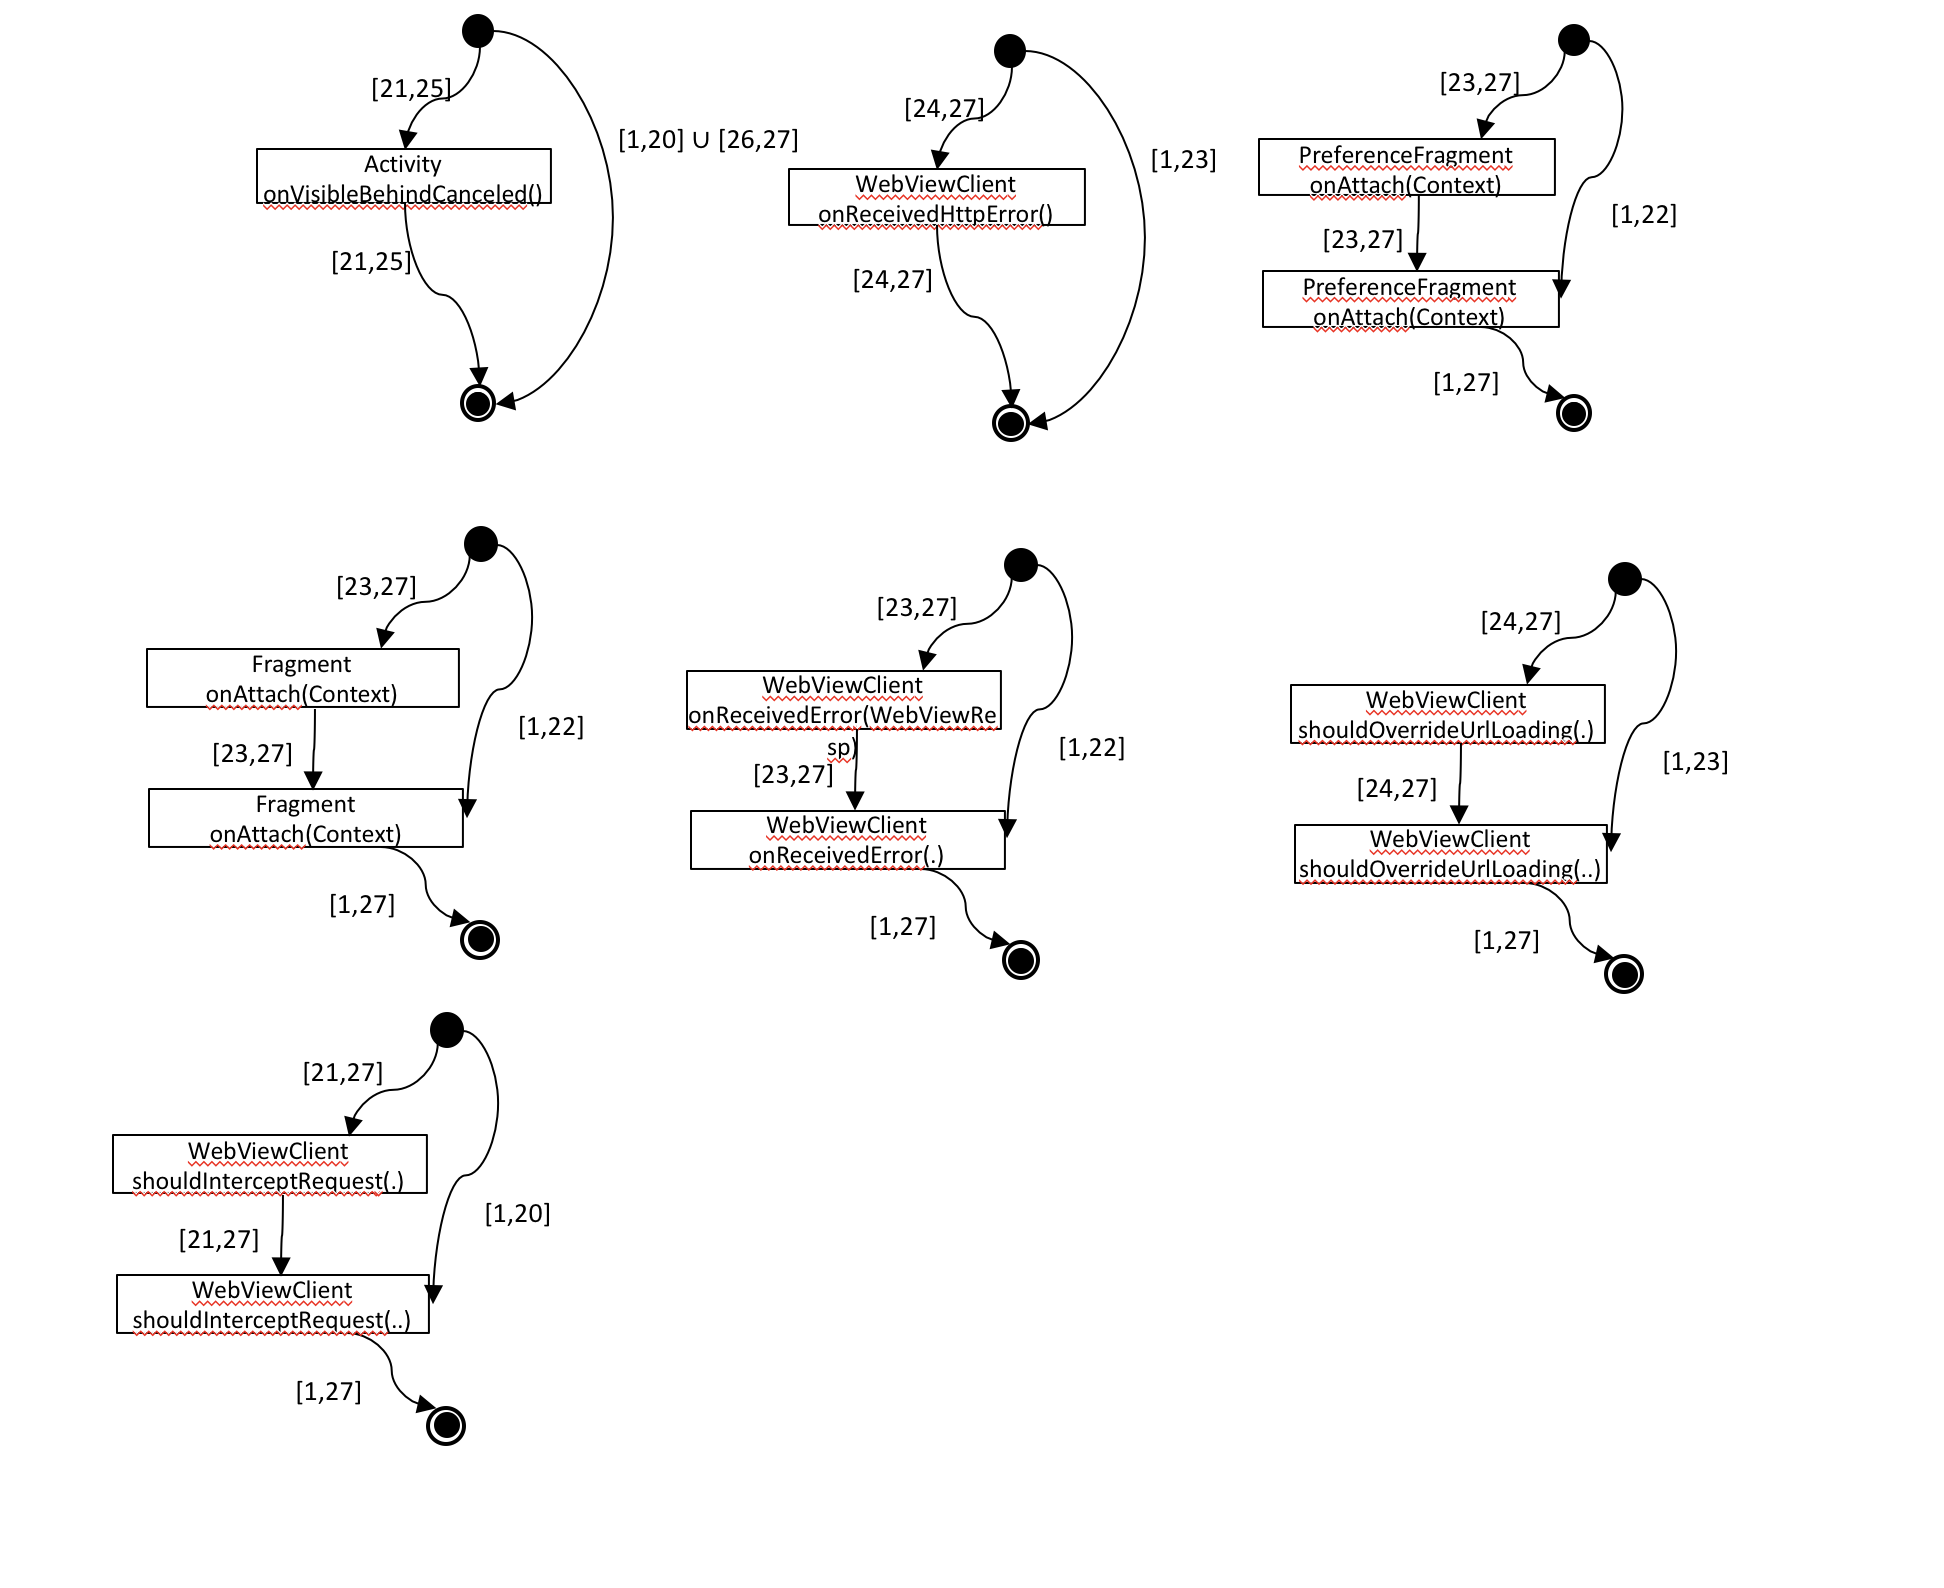 [21,25]
Activity
onVisibleBehindCanceled()
[1,20] ∪ [26,27]
[21,25]
[24,27]
WebViewClient
onReceivedHttpError()
[1,23]
[24,27]
[23,27]
PreferenceFragment
onAttach(Context)
[1,22]
[23,27]
PreferenceFragment
onAttach(Context)
[1,27]
[23,27]
Fragment
onAttach(Context)
[1,22]
[23,27]
Fragment
onAttach(Context)
[1,27]
[23,27]
WebViewClient
onReceivedError(WebViewRe
sp)
[1,22]
[23,27]
WebViewClient
onReceivedError(.)
[1,27]
[24,27]
WebViewClient
shouldOverrideUrlLoading(.)
[1,23]
[24,27]
WebViewClient
shouldOverrideUrlLoading(..)
[1,27]
[21,27]
WebViewClient
shouldInterceptRequest(.)
[1,20]
[21,27]
WebViewClient
shouldInterceptRequest(..)
[1,27]